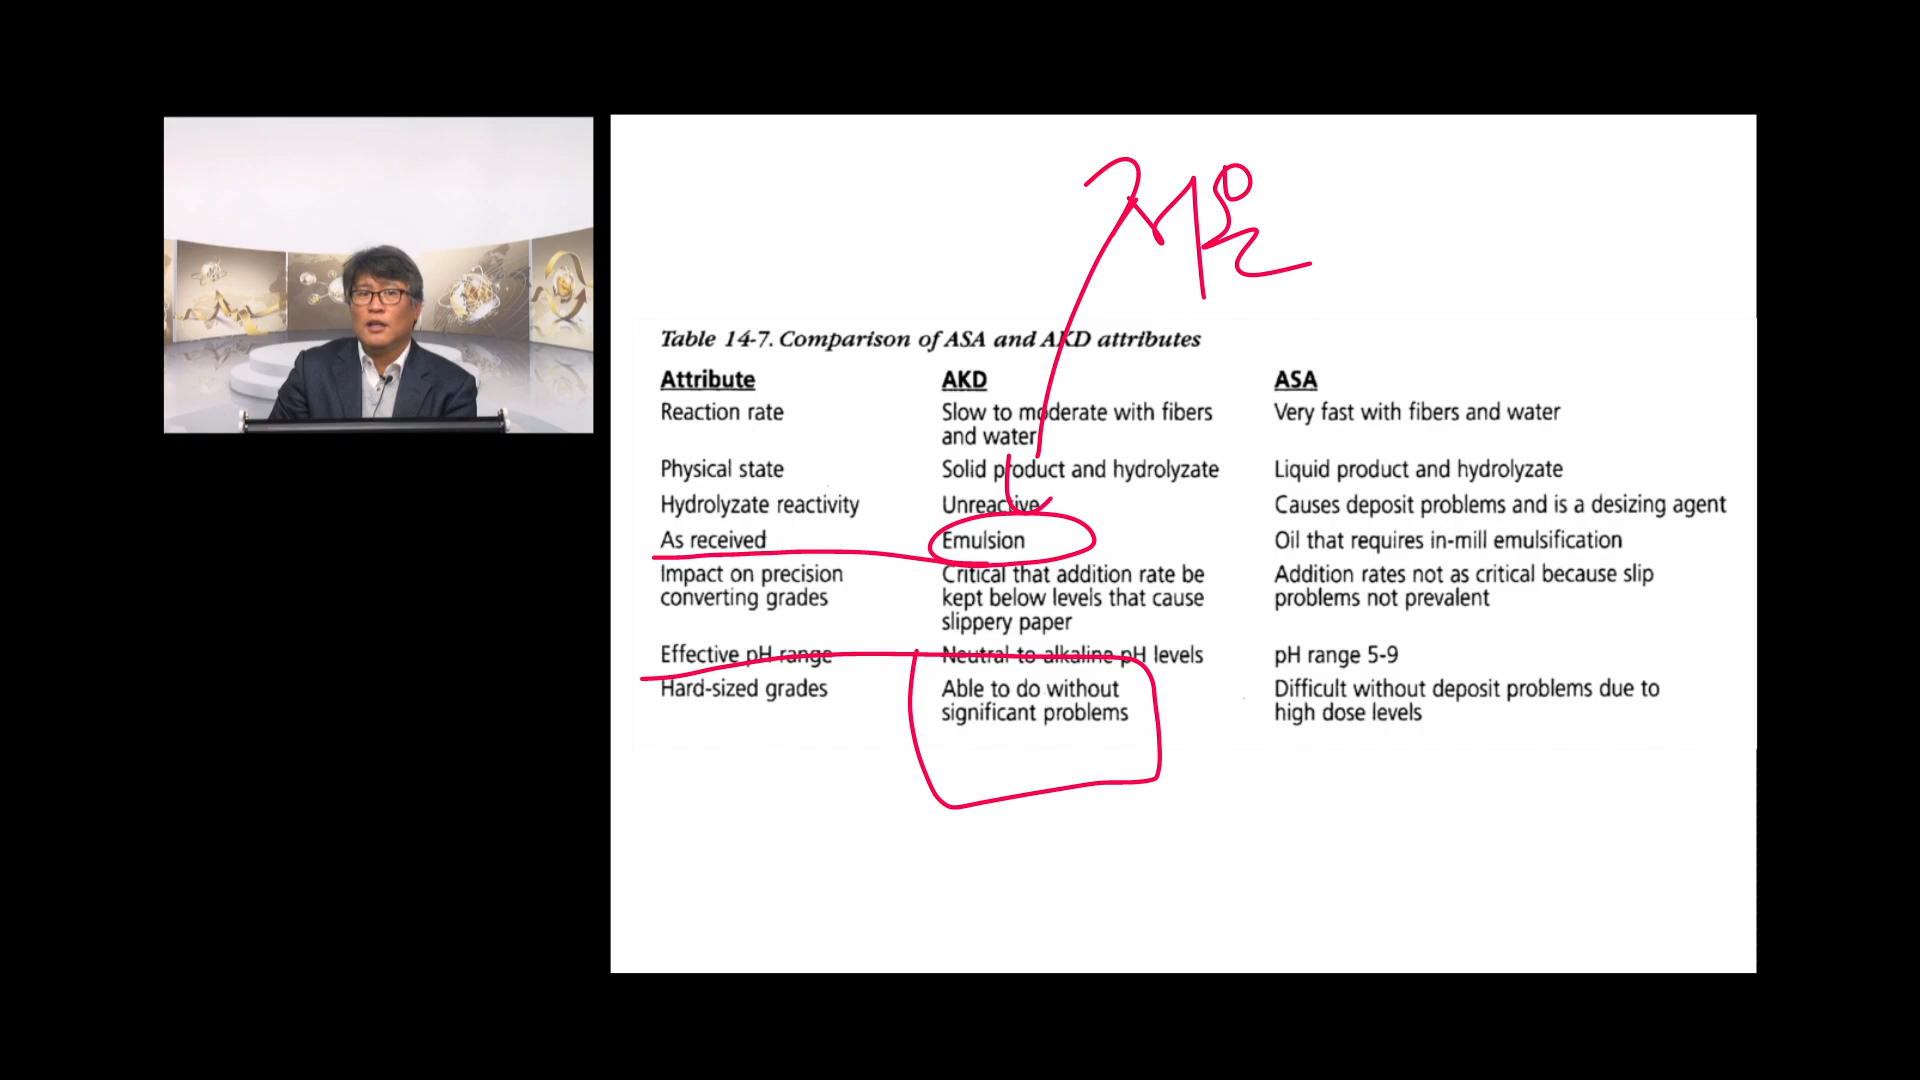 Table 14-7. Comparison of ASA and AKD attributes
Attribute AKD ASA
Reaction rate Slow to moderate with fibers and water Very fast with fibers and water
Physical state Solid product and hydrolyzate Liquid product and hydrolyzate
Hydrolyzate reactivity Unreactive Causes deposit problems and is a desizing agent
As received Emulsion Oil that requires in-mill emulsification
Impact on precision converting grades Critical that addition rate be kept below levels that cause slippery paper Addition rates not as critical because slip problems not prevalent
Effective pH range Neutral to alkaline pH levels pH range 5-9
Hard-sized grades Able to do without significant problems Difficult without deposit problems due to high dose levels